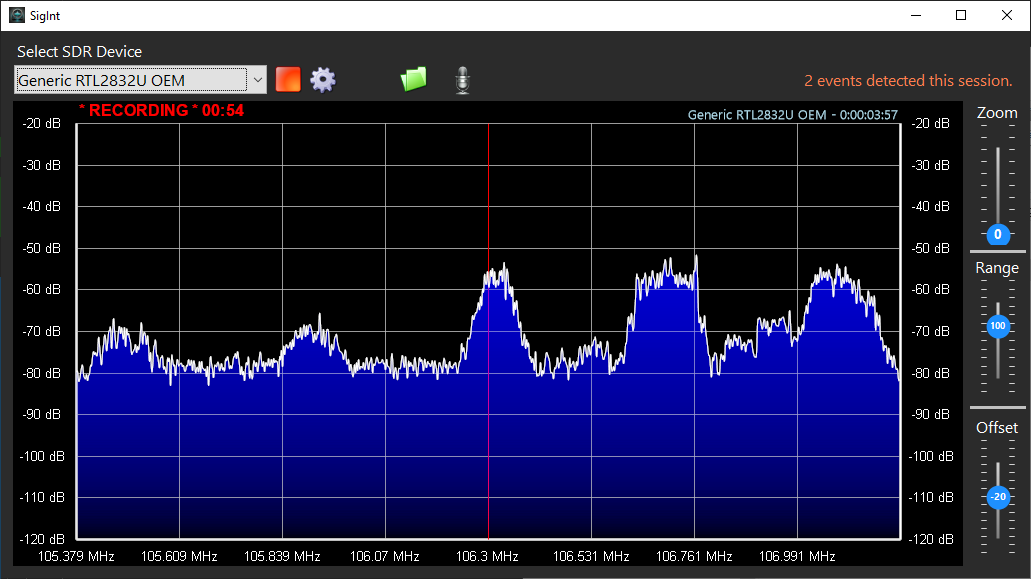 SigInt
Select SDR Device
Generic RTL2832U OEM
2 events detected this session.
* RECORDING * 00:54
Generic RTL2832U OEM - 0:00:03:57
Zoom
-20 dB -20 dB
-30 dB -30 dB
-40 dB -40 dB
-50 dB -50 dB
0
-60 dB -60 dB
Range
-70 dB -70 dB
100
-80 dB -80 dB
-90 dB -90 dB
Offset
-100 dB -100 dB
-110 dB -110 dB
-20
-120 dB -120 dB
105.379 MHz 105.609 MHz 105.839 MHz 106.07 MHz 106.3 MHz 106.531 MHz 106.761 MHz 106.991 MHz